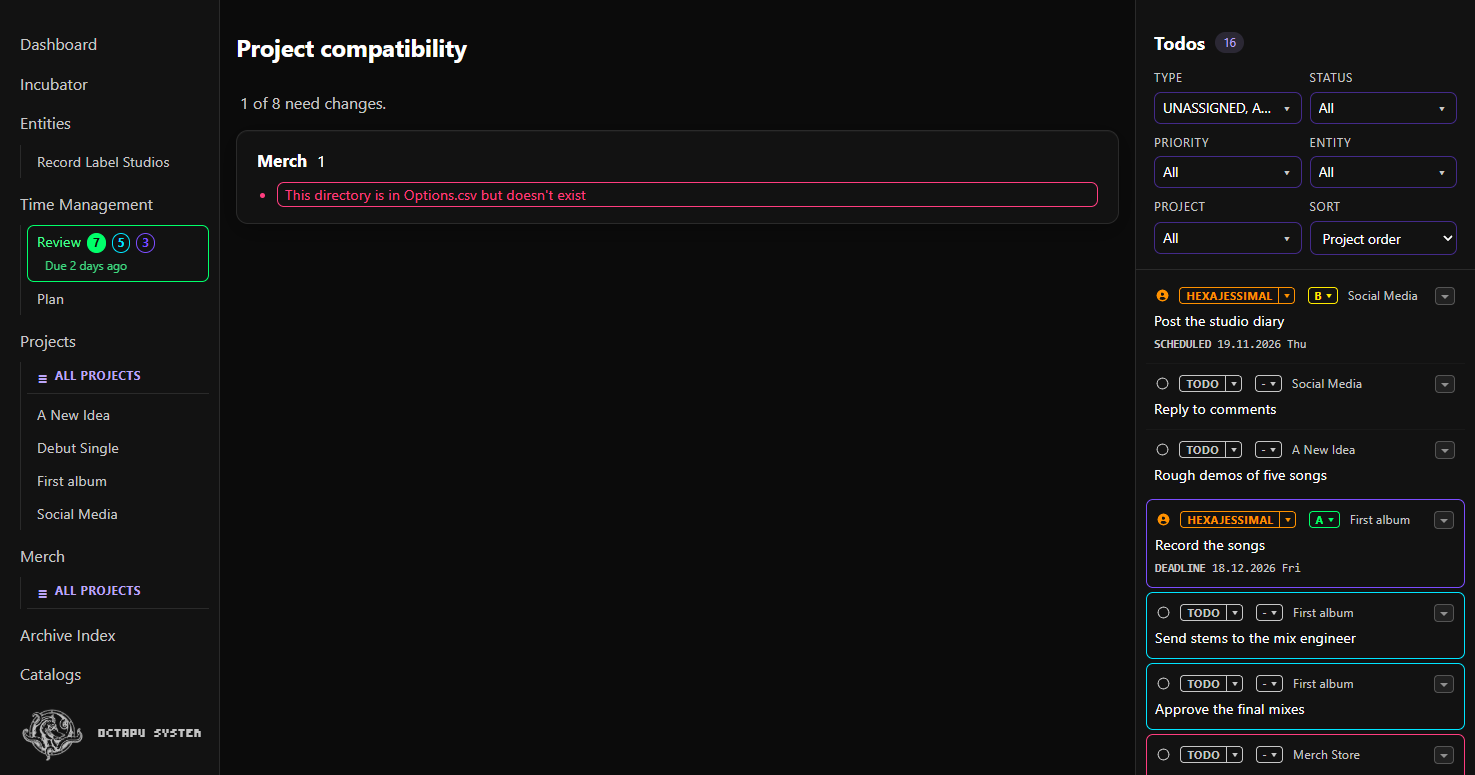 Dashboard
Incubator
Entities
Record Label Studios
Time Management
Review 7 5 3
Due 2 days ago
Plan
Projects
ALL PROJECTS
A New Idea
Debut Single
First album
Social Media
Merch
ALL PROJECTS
Archive Index
Catalogs
OCTAPU SYSTEM
Project compatibility
1 of 8 need changes.
Merch 1
This directory is in Options.csv but doesn't exist
Todos 16
TYPE STATUS
UNASSIGNED, A... All
PRIORITY ENTITY
All All
PROJECT SORT
All Project order
HEXAJESSIMAL B Social Media
Post the studio diary
SCHEDULED 19.11.2026 Thu
TODO - Social Media
Reply to comments
TODO - A New Idea
Rough demos of five songs
HEXAJESSIMAL A First album
Record the songs
DEADLINE 18.12.2026 Fri
TODO - First album
Send stems to the mix engineer
TODO - First album
Approve the final mixes
TODO - Merch Store